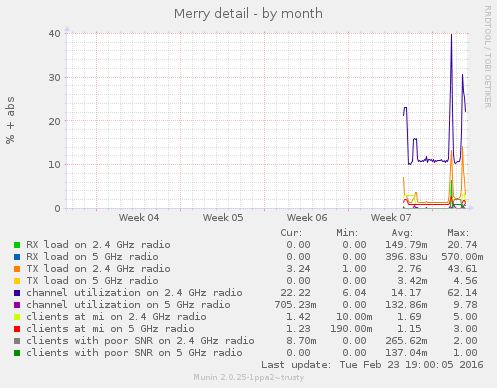 Merry detail - by month
RRDTOOL / TOBI OETIKER
% + abs
40
30
20
10
0
Week 04 Week 05 Week 06 Week 07
Cur: Min: Avg: Max:
RX load on 2.4 GHz radio 0.00 0.00 149.79m 20.74
RX load on 5 GHz radio 0.00 0.00 396.83u 570.00m
TX load on 2.4 GHz radio 3.24 1.00 2.76 43.61
TX load on 5 GHz radio 0.00 0.00 3.42m 4.56
channel utilization on 2.4 GHz radio 22.22 6.04 14.17 62.14
channel utilization on 5 GHz radio 705.23m 0.00 132.86m 9.78
clients at mi on 2.4 GHz radio 1.42 10.00m 1.69 5.00
clients at mi on 5 GHz radio 1.23 190.00m 1.15 3.00
clients with poor SNR on 2.4 GHz radio 8.70m 0.00 265.62m 2.00
clients with poor SNR on 5 GHz radio 0.00 0.00 137.04m 1.00
Last update: Tue Feb 23 19:00:05 2016
Munin 2.0.25-1ppa2~trusty